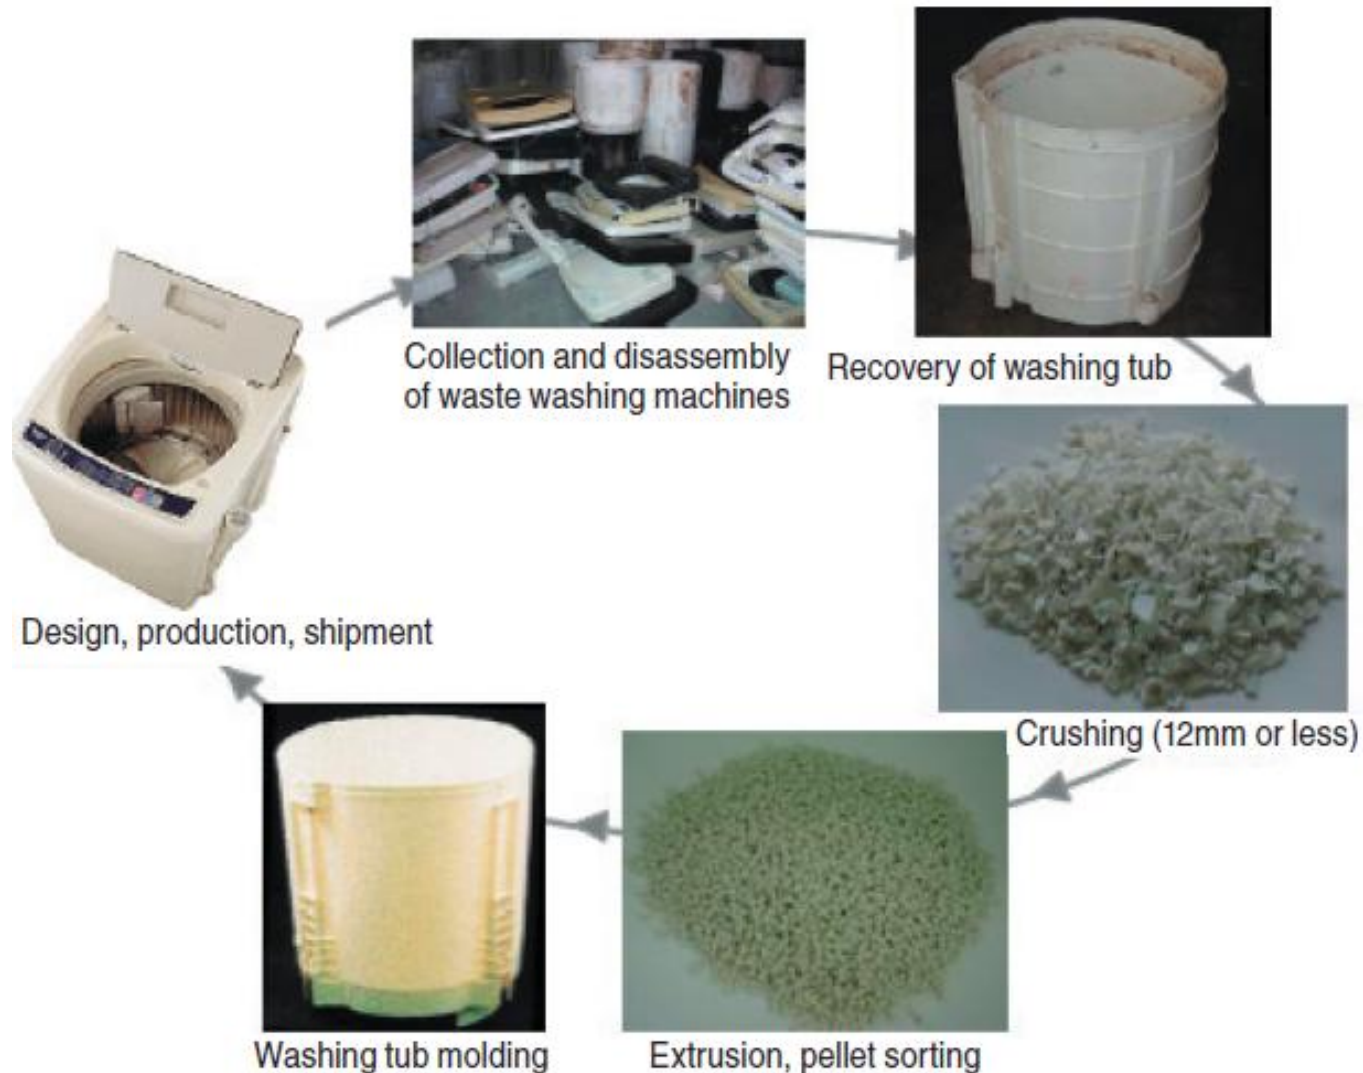 Collection and disassembly
of waste washing machines
Recovery of washing tub
Design, production, shipment
Crushing (12mm or less)
Washing tub molding
Extrusion, pellet sorting